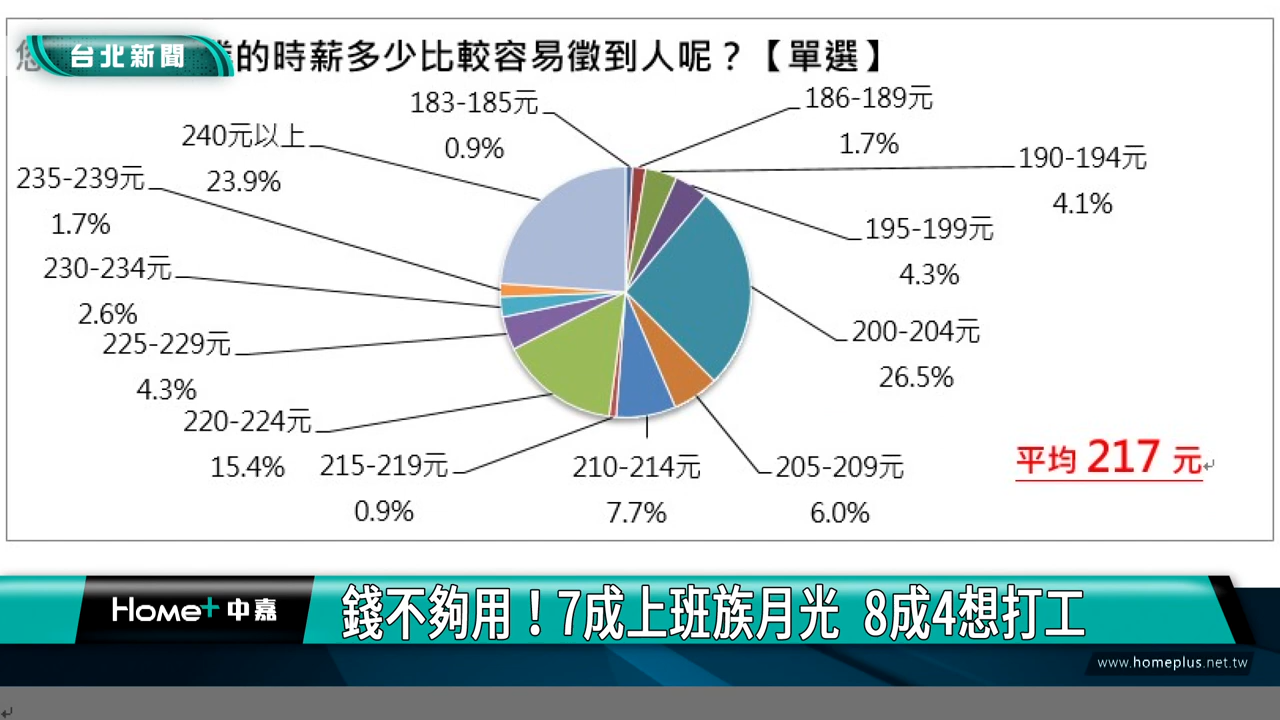 台北新聞
的時薪多少比較容易徵到人呢？【單選】
183-185元
0.9%
186-189元
1.7%
240元以上
23.9%
190-194元
4.1%
235-239元
1.7%
195-199元
4.3%
230-234元
2.6%
200-204元
26.5%
225-229元
4.3%
220-224元
15.4%
215-219元
0.9%
210-214元
7.7%
205-209元
6.0%
平均 217 元
Home+中嘉
錢不夠用！7成上班族月光 8成4想打工
www.homeplus.net.tw